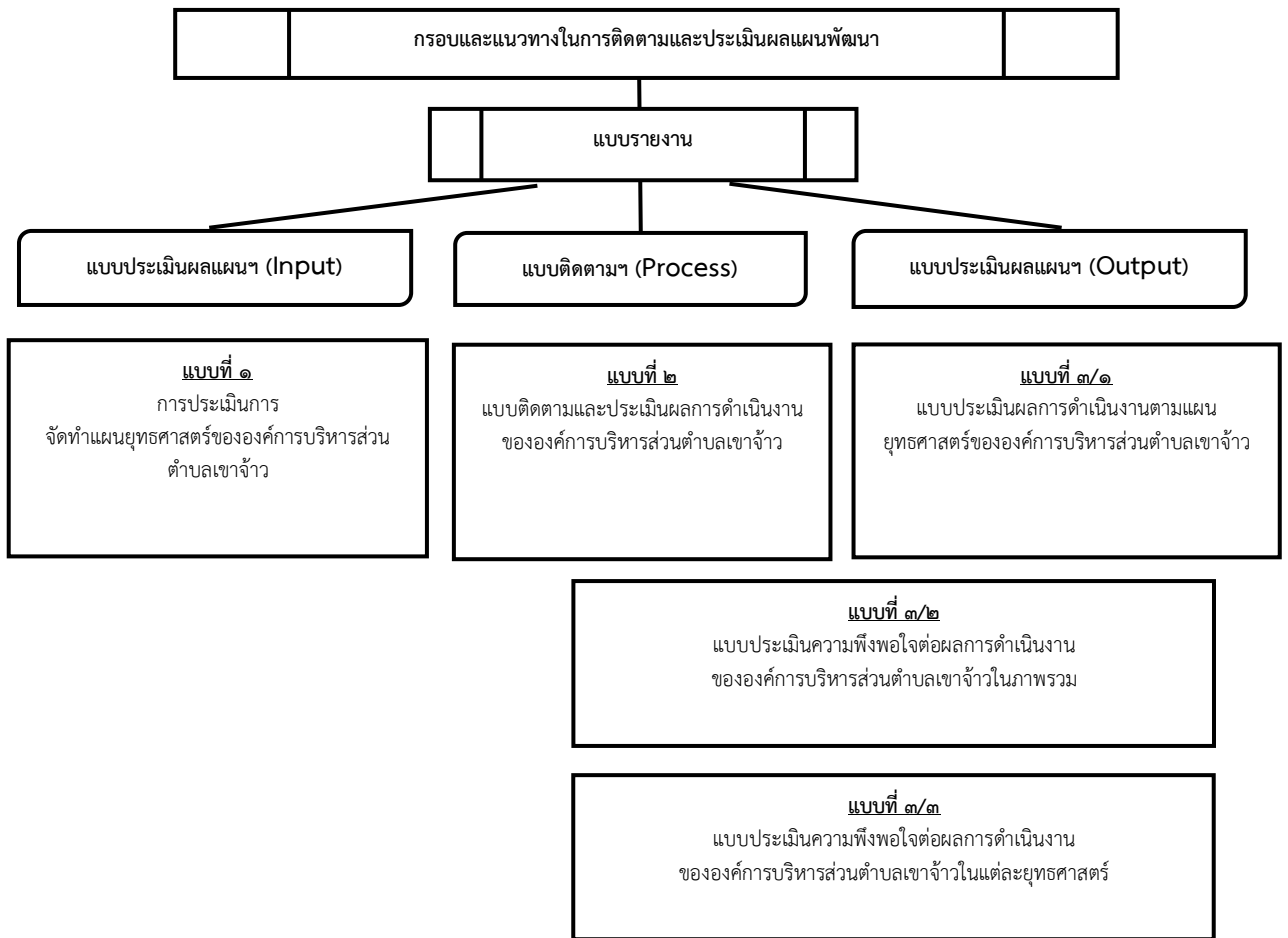 กรอบและแนวทางในการติดตามและประเมินผลแผนพัฒนา
แบบรายงาน
แบบประเมินผลแผนฯ (Input)
แบบติดตามฯ (Process)
แบบประเมินผลแผนฯ (Output)
แบบที่ ๑
การประเมินการ
จัดทำแผนยุทธศาสตร์ขององค์การบริหารส่วน
ตำบลเขาจ้าว
แบบที่ ๒
แบบติดตามและประเมินผลการดำเนินงาน
ขององค์การบริหารส่วนตำบลเขาจ้าว
แบบที่ ๓/๑
แบบประเมินผลการดำเนินงานตามแผน
ยุทธศาสตร์ขององค์การบริหารส่วนตำบลเขาจ้าว
แบบที่ ๓/๒
แบบประเมินความพึงพอใจต่อผลการดำเนินงาน
ขององค์การบริหารส่วนตำบลเขาจ้าวในภาพรวม
แบบที่ ๓/๓
แบบประเมินความพึงพอใจต่อผลการดำเนินงาน
ขององค์การบริหารส่วนตำบลเขาจ้าวในแต่ละยุทธศาสตร์